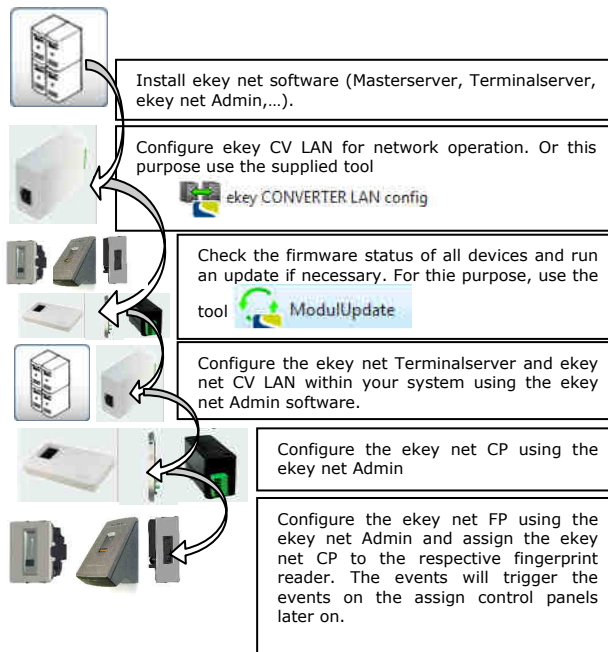 Install ekey net software (Masterserver, Terminalserver,
ekey net Admin,…).
Configure ekey CV LAN for network operation. Or this
purpose use the supplied tool
ekey CONVERTER LAN config
Check the firmware status of all devices and run
an update if necessary. For thie purpose, use the
tool ModulUpdate
Configure the ekey net Terminalserver and ekey
net CV LAN within your system using the ekey
net Admin software.
Configure the ekey net CP using the
ekey net Admin
Configure the ekey net FP using the
ekey net Admin and assign the ekey
net CP to the respective fingerprint
reader. The events will trigger the
events on the assign control panels
later on.